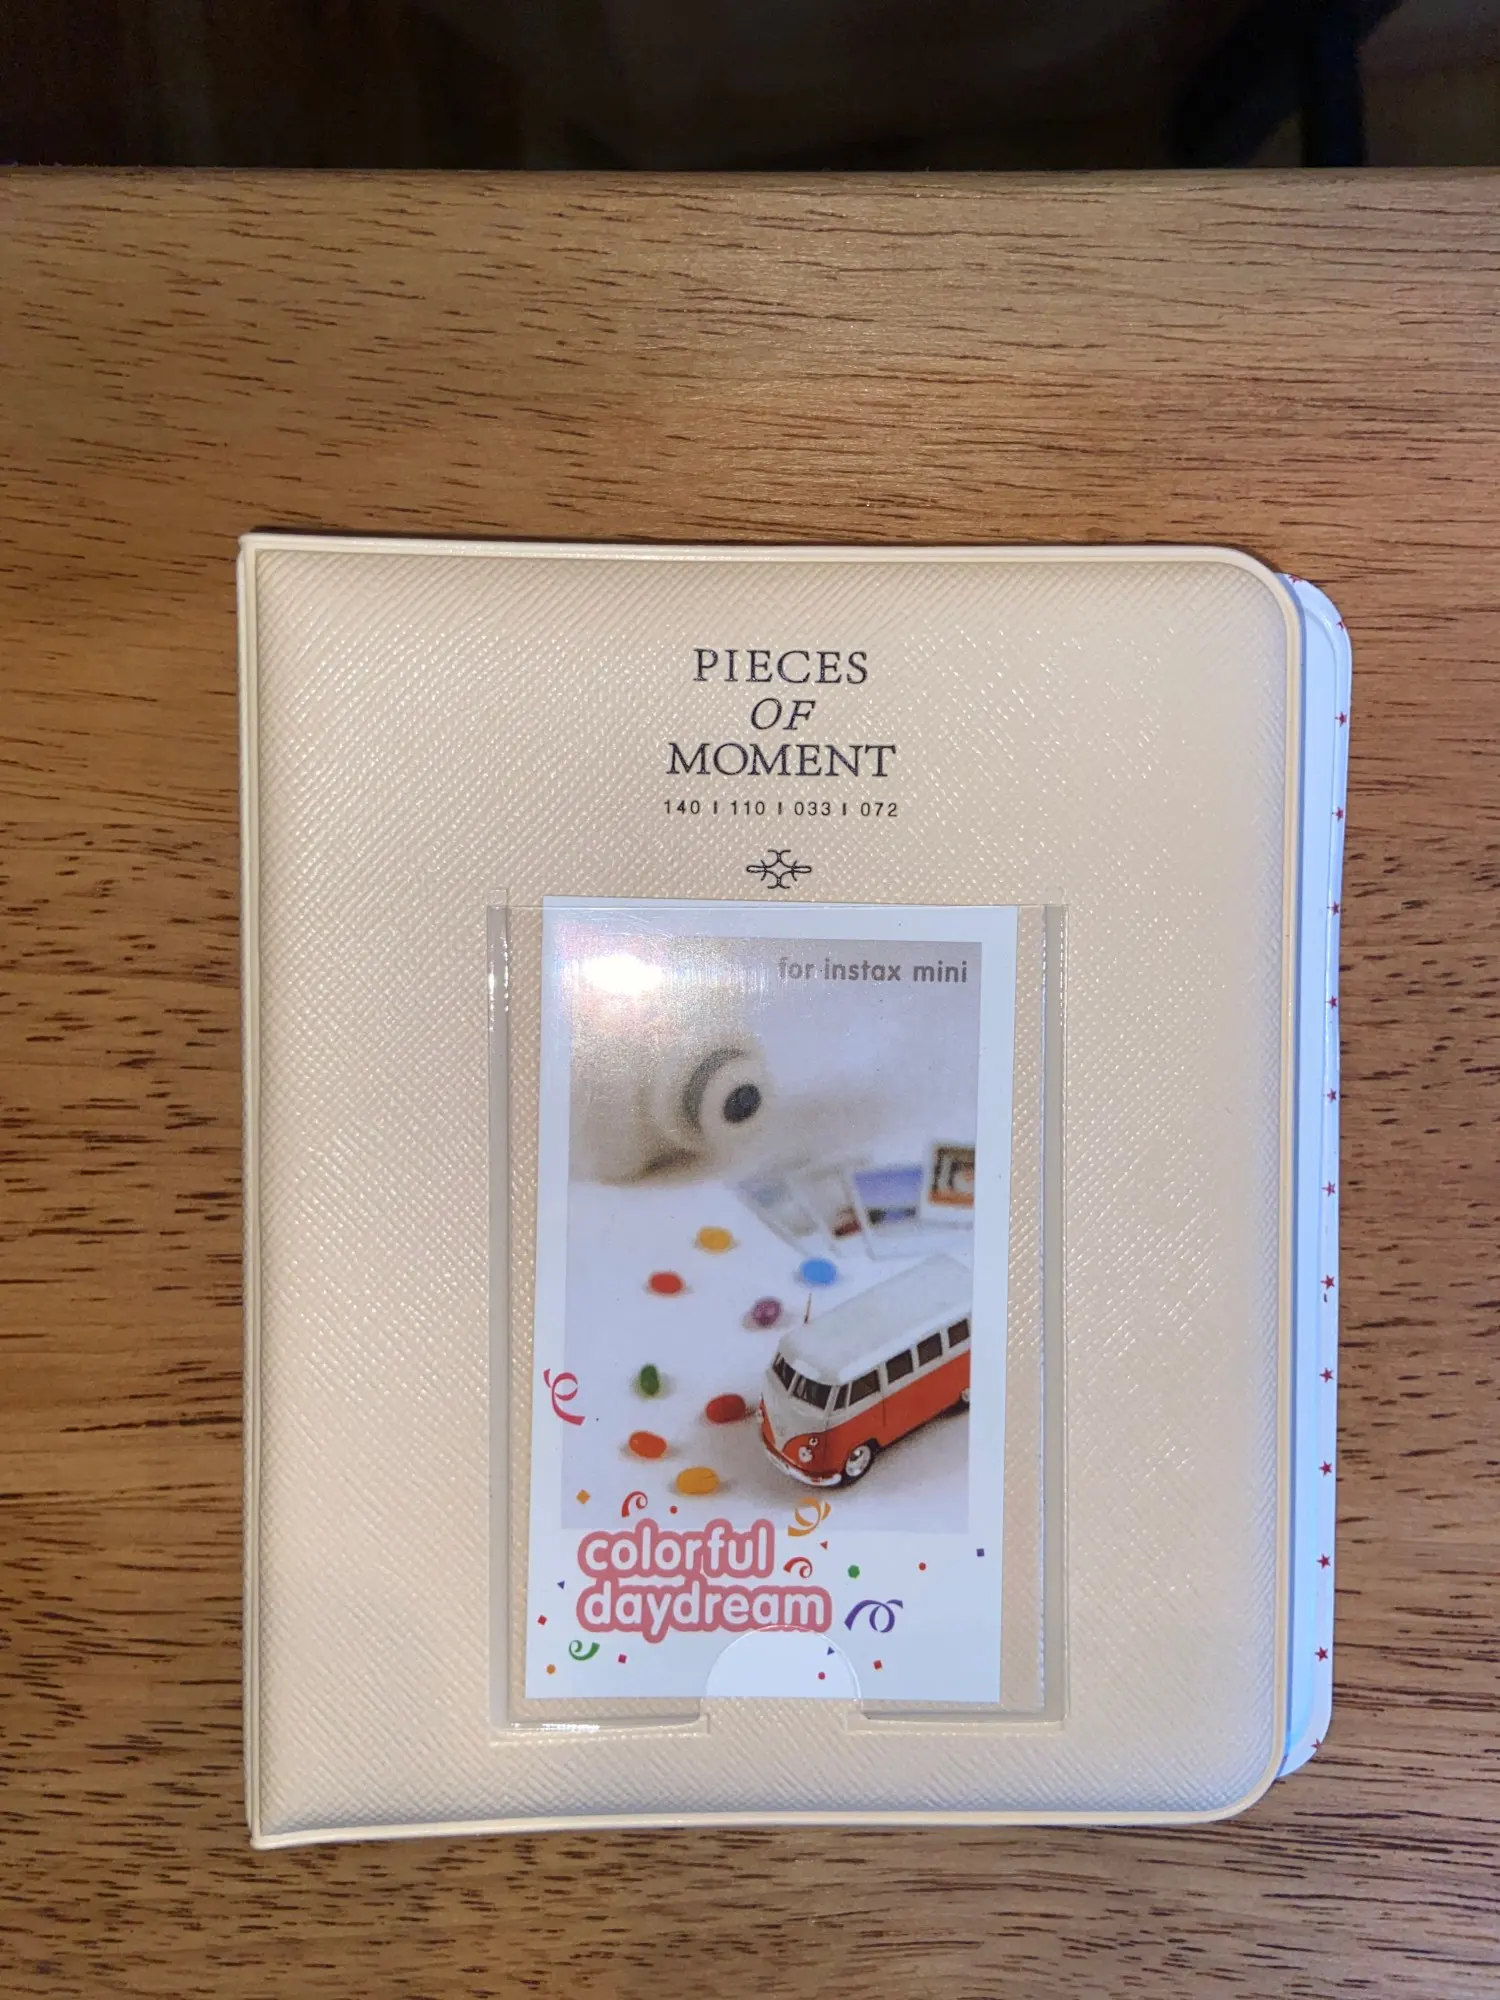 PIECES
OF
MOMENT
140 | 110 | 033 | 072
for instax mini
colorful
daydream